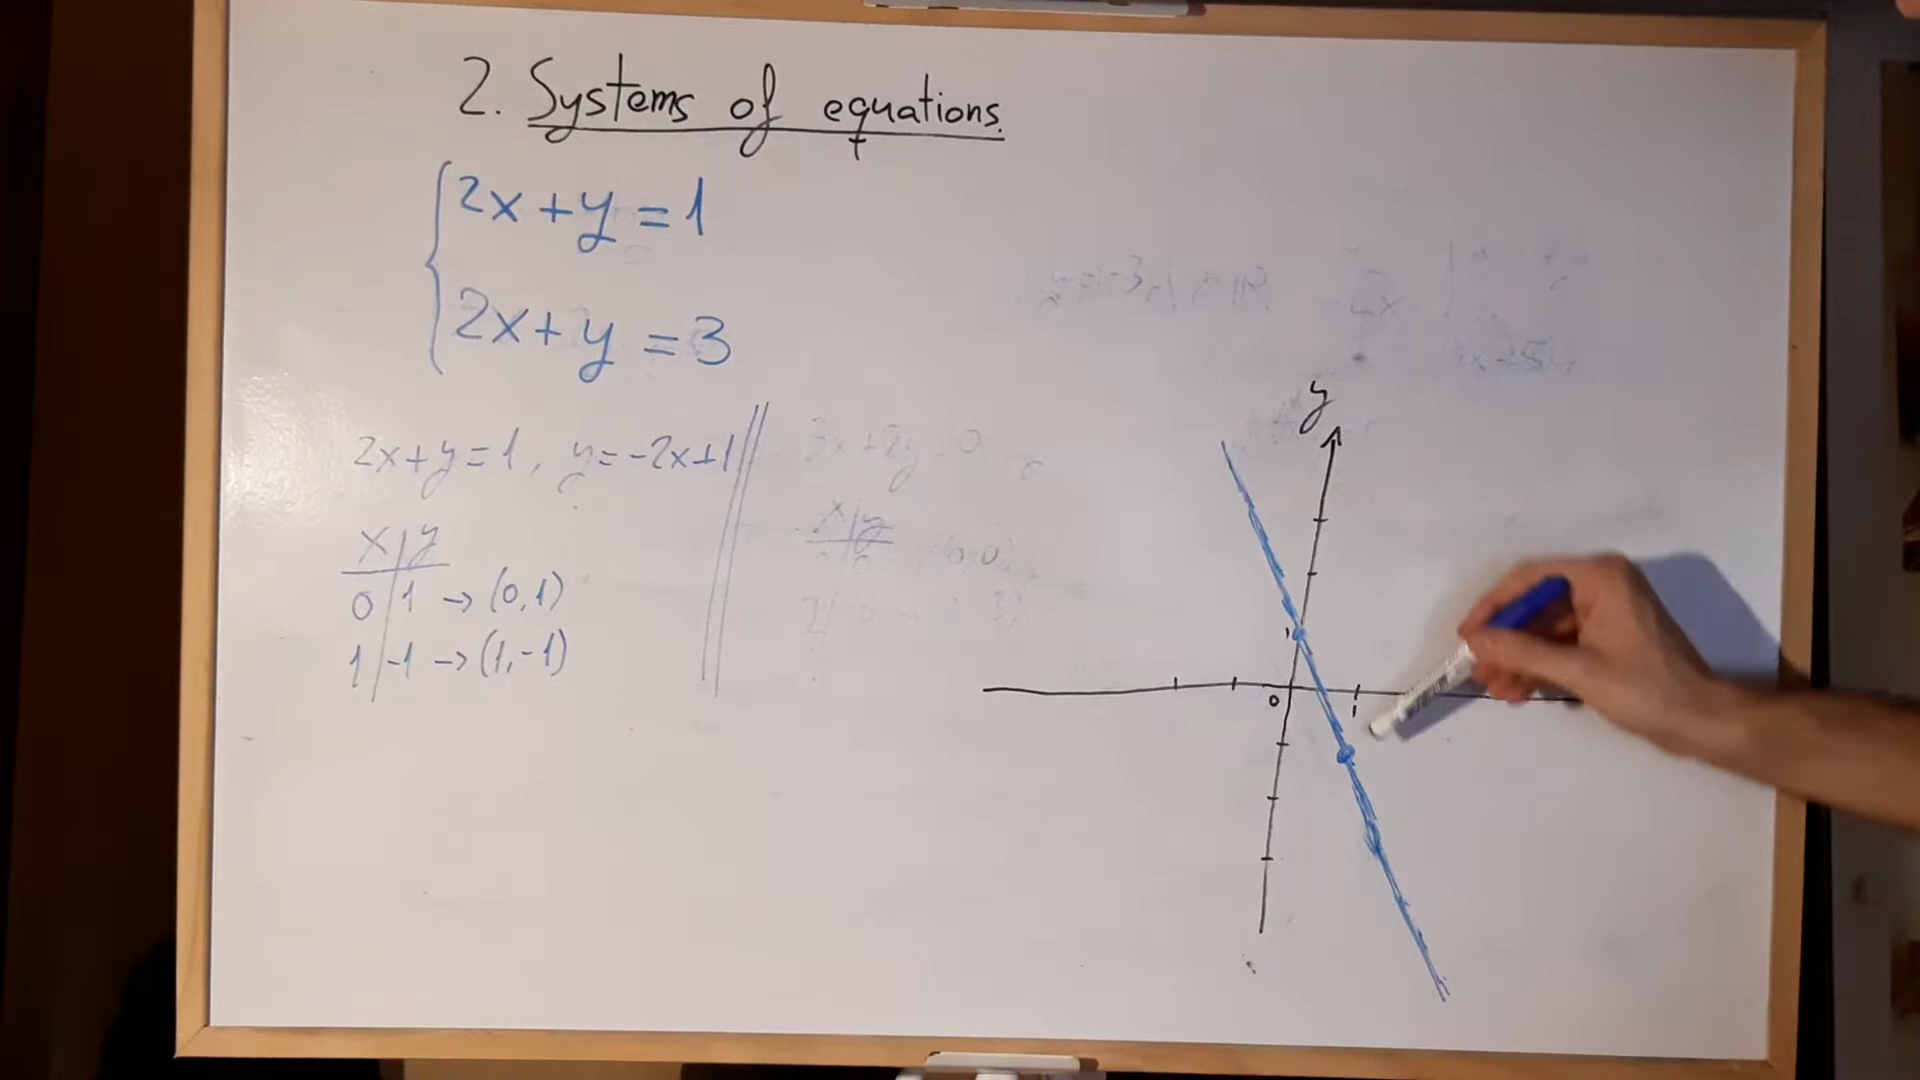 2. Systems of equations.
2x + y = 1
2x + y = 3
2x + y = 1, y = -2x + 1
x | y
0 | 1 → (0, 1)
1 | -1 → (1, -1)
x | y
y
1
0
1